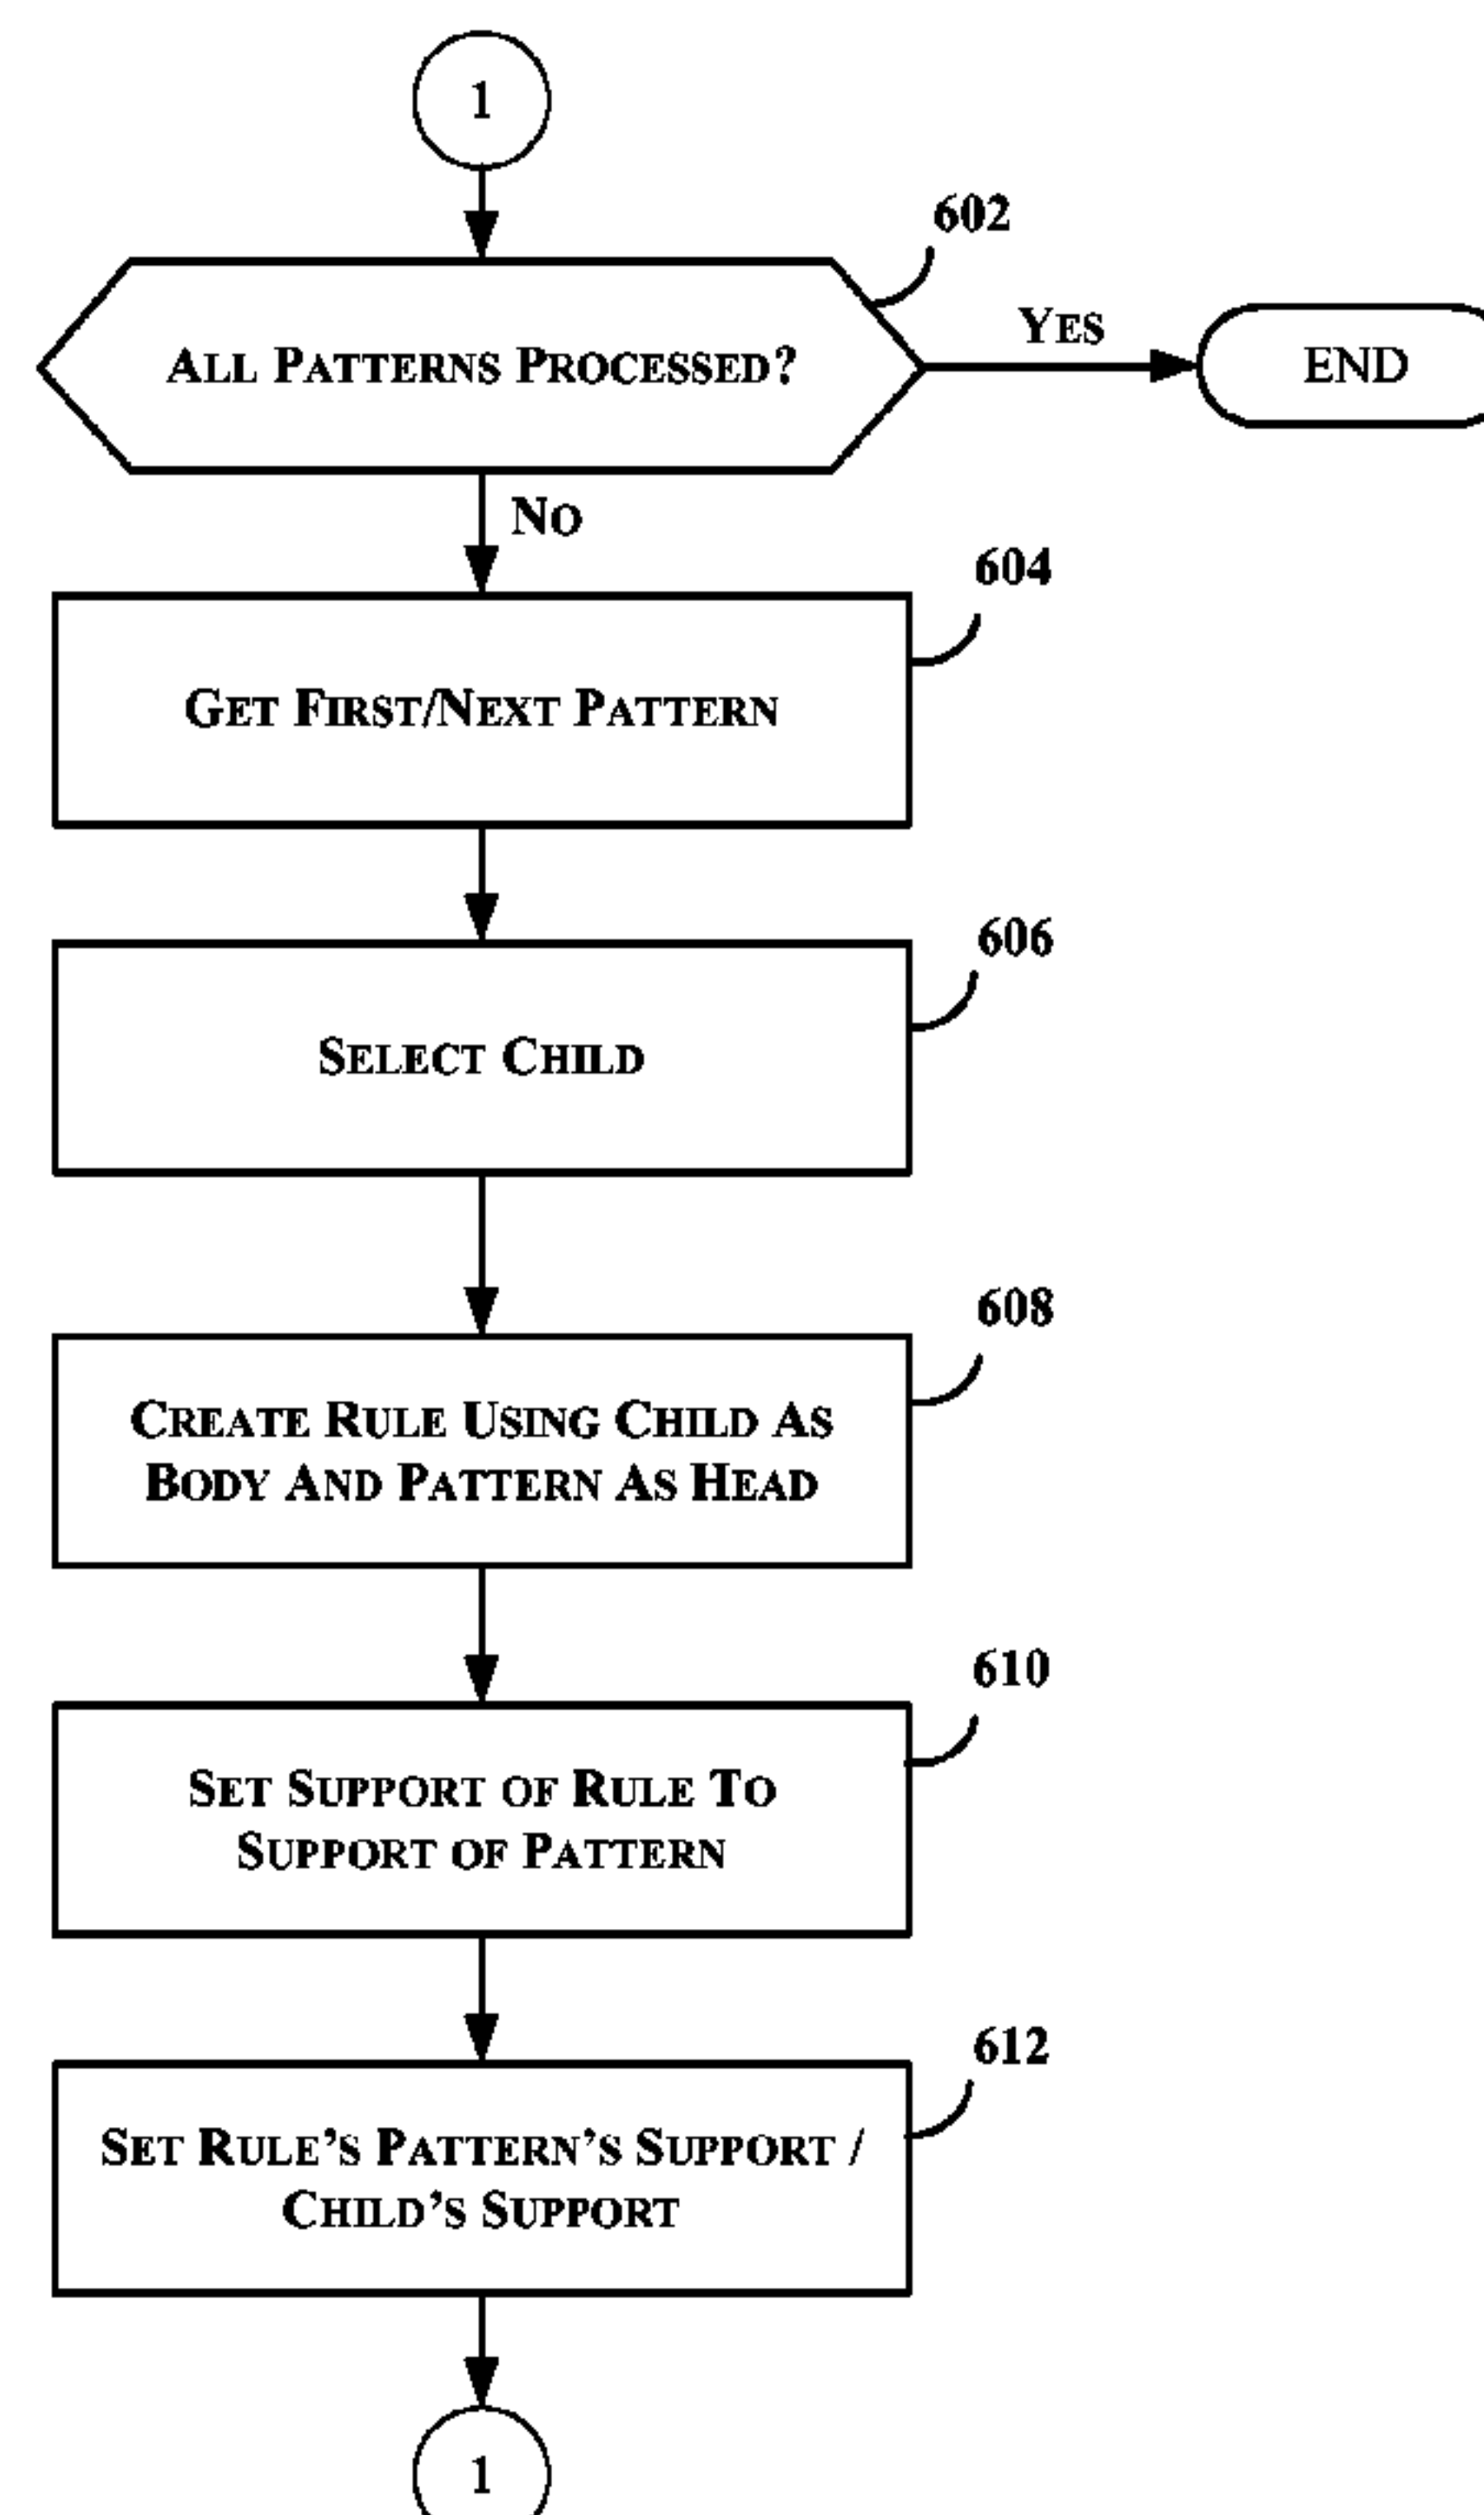 1
602
All Patterns Processed?
Yes
END
No
604
Get First/Next Pattern
606
Select Child
608
Create Rule Using Child As
Body And Pattern As Head
610
Set Support of Rule To
Support of Pattern
612
Set Rule's Pattern's Support /
Child's Support
1